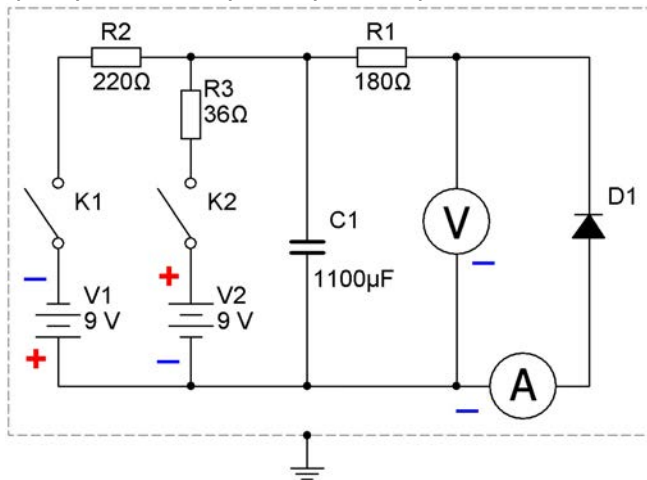 R2
220Ω
R3
36Ω
R1
180Ω
K1
K2
C1
1100µF
V
D1
–
+
V1
9 V
+
–
V2
9 V
–
–
A